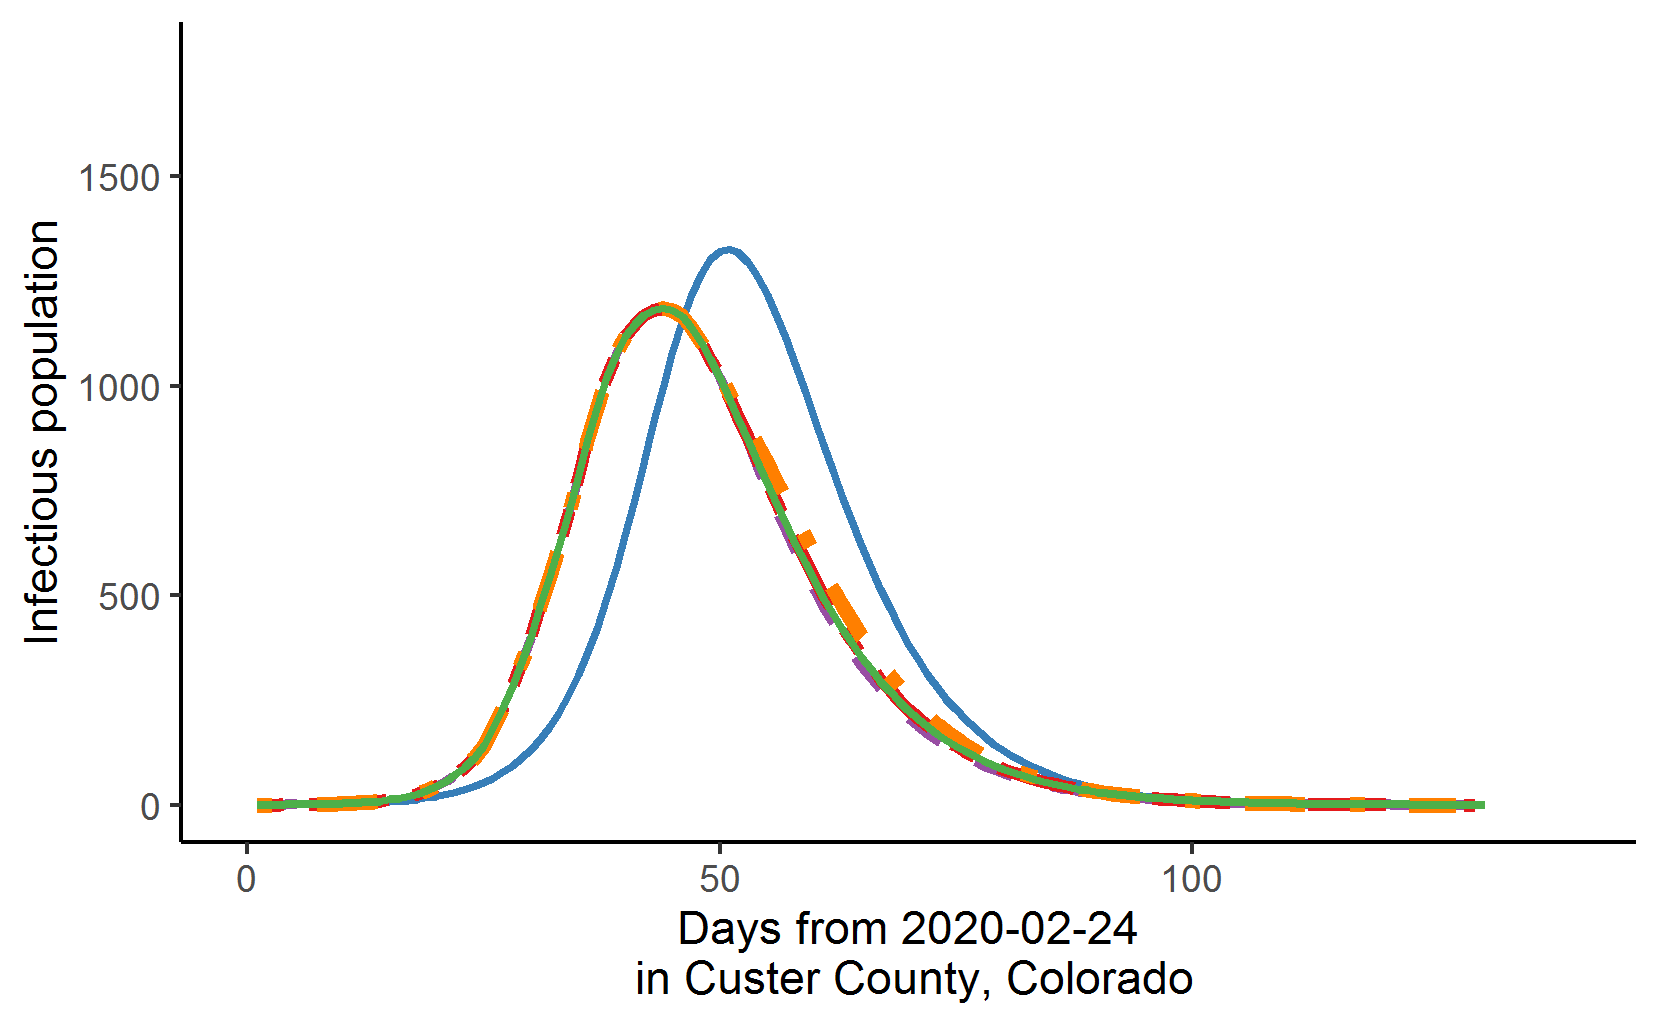 1500
1000
500
0
Infectious population
0 50 100
Days from 2020-02-24
in Custer County, Colorado